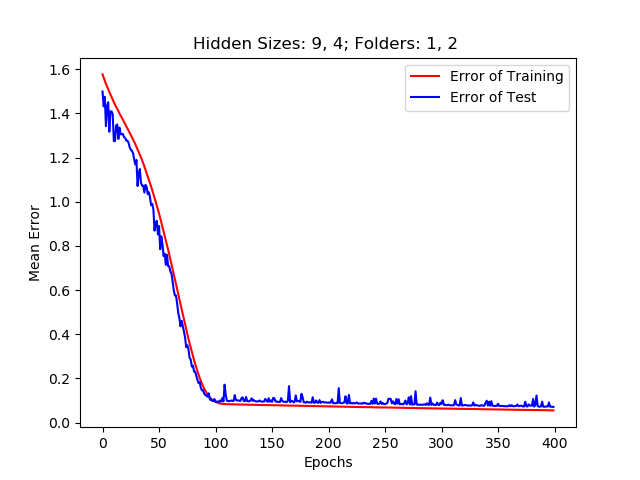 Hidden Sizes: 9, 4; Folders: 1, 2
Error of Training
Error of Test
Mean Error
1.6
1.4
1.2
1.0
0.8
0.6
0.4
0.2
0.0
0 50 100 150 200 250 300 350 400
Epochs